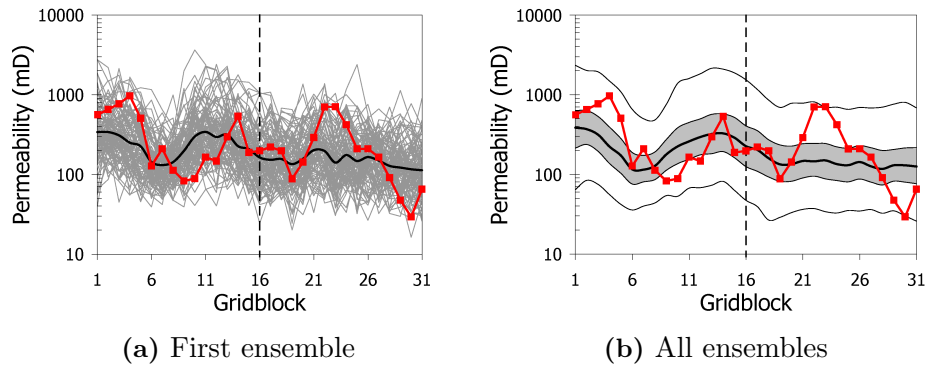 10000
1000
100
10
Permeability (mD)
1 6 11 16 21 26 31
Gridblock
(a) First ensemble
10000
1000
100
10
Permeability (mD)
1 6 11 16 21 26 31
Gridblock
(b) All ensembles